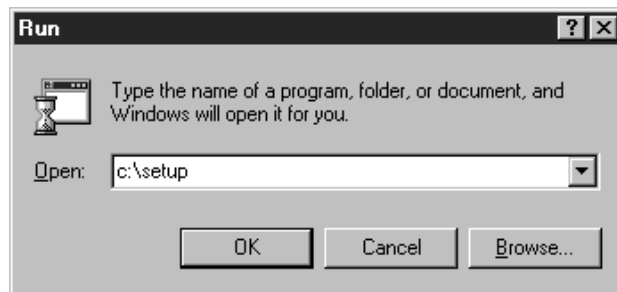 Run
Type the name of a program, folder, or document, and
Windows will open it for you.
Open: c:\setup
OK Cancel Browse...